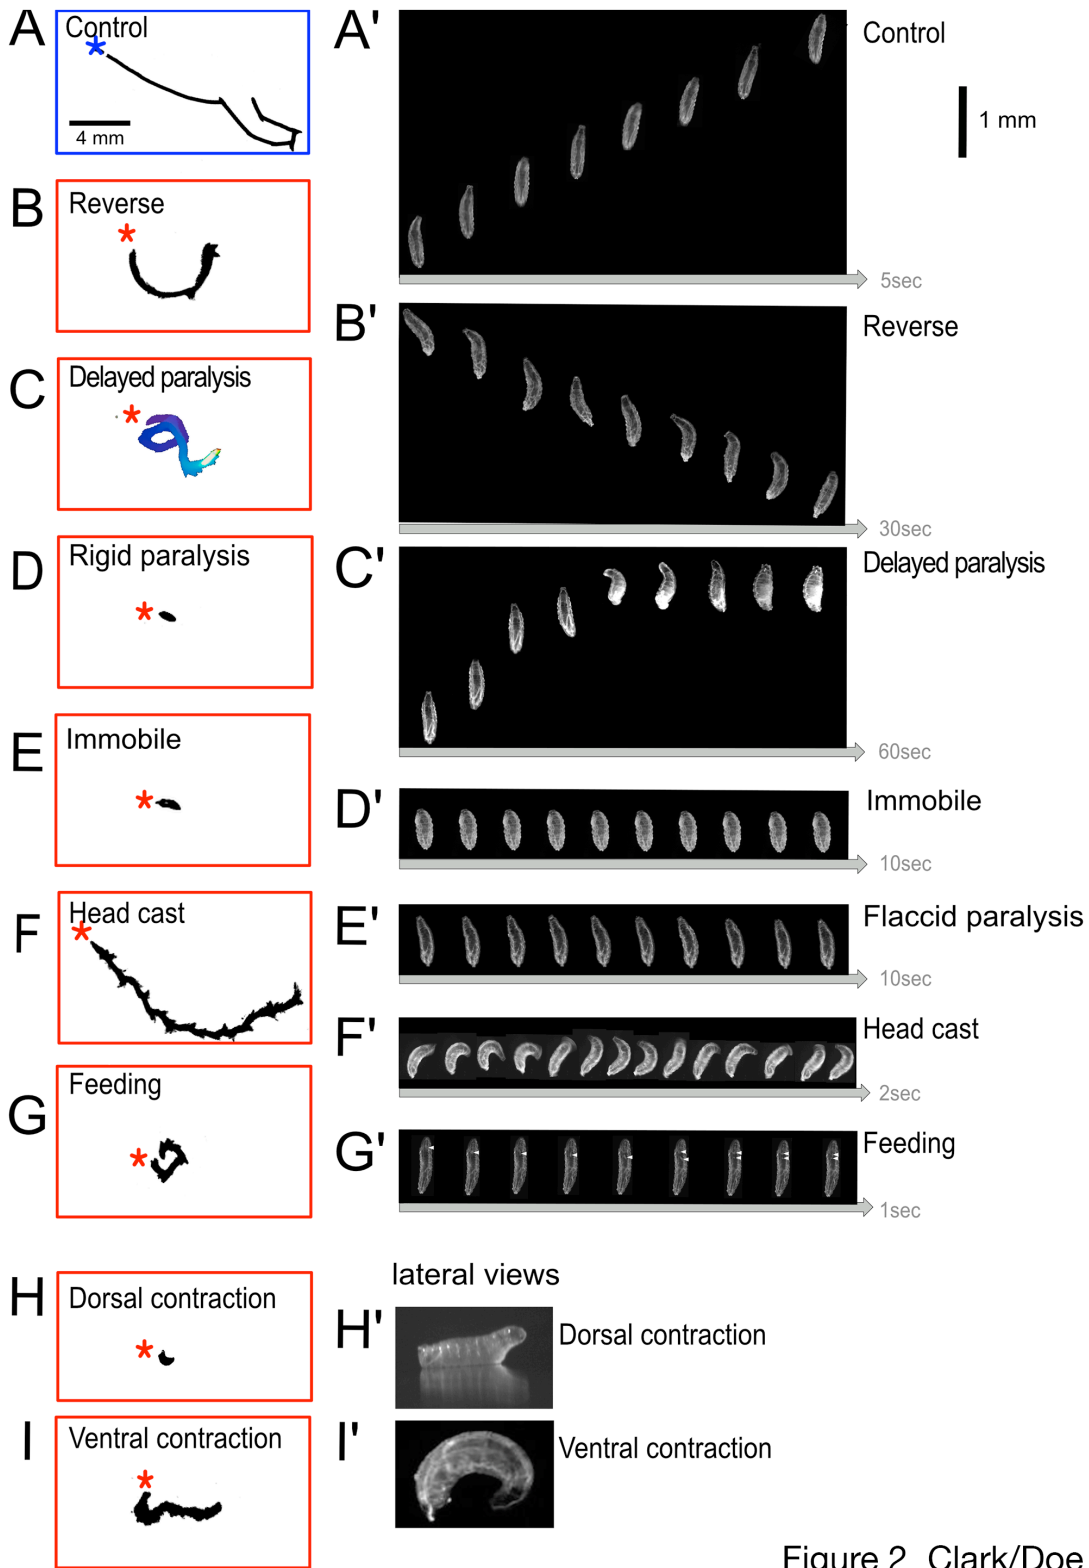 A
Control
*
4 mm
A'
Control
1 mm
5sec
B
Reverse
*
B'
Reverse
30sec
C
Delayed paralysis
*
C'
Delayed paralysis
60sec
D
Rigid paralysis
*
D'
Immobile
10sec
E
Immobile
*
E'
Flaccid paralysis
10sec
F
Head cast
*
F'
Head cast
2sec
G
Feeding
*
G'
Feeding
1sec
lateral views
H
Dorsal contraction
*
H'
Dorsal contraction
I
Ventral contraction
*
I'
Ventral contraction
Figure 2 Clark/Doe